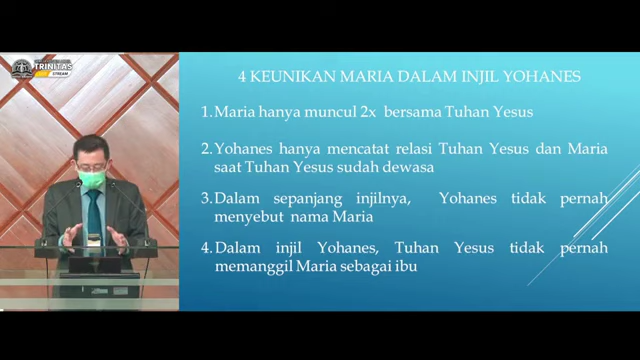 TRINITAS
STREAM
4 KEUNIKAN MARIA DALAM INJIL YOHANES
1.Maria hanya muncul 2x bersama Tuhan Yesus
2.Yohanes hanya mencatat relasi Tuhan Yesus dan Maria
saat Tuhan Yesus sudah dewasa
3.Dalam sepanjang injilnya, Yohanes tidak pernah
menyebut nama Maria
4.Dalam injil Yohanes, Tuhan Yesus tidak pernah
memanggil Maria sebagai ibu